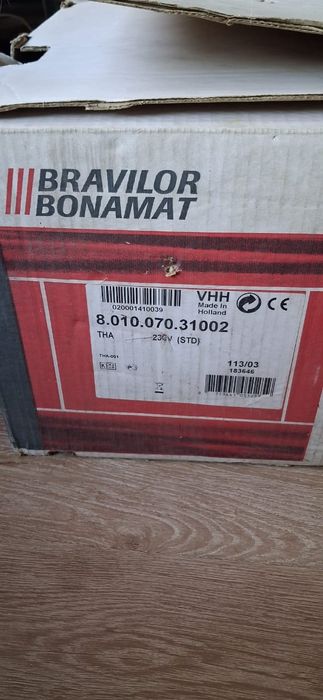 BRAVILOR
BONAMAT
020001410039
VHH
Made In
Holland
CE
8.010.070.31002
THA 230V (STD)
THA-001
113/03
183646